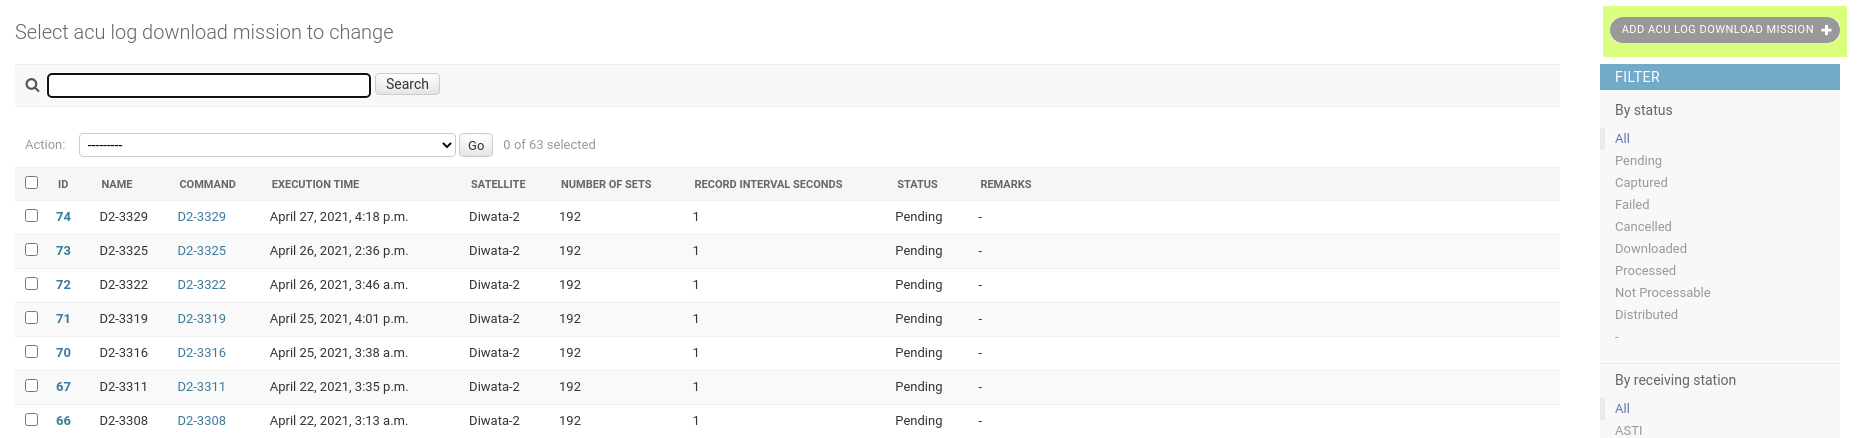 Select acu log download mission to change
ADD ACU LOG DOWNLOAD MISSION +
Search
Action: --------- Go 0 of 63 selected
ID NAME COMMAND EXECUTION TIME SATELLITE NUMBER OF SETS RECORD INTERVAL SECONDS STATUS REMARKS
74 D2-3329 D2-3329 April 27, 2021, 4:18 p.m. Diwata-2 192 1 Pending -
73 D2-3325 D2-3325 April 26, 2021, 2:36 p.m. Diwata-2 192 1 Pending -
72 D2-3322 D2-3322 April 26, 2021, 3:46 a.m. Diwata-2 192 1 Pending -
71 D2-3319 D2-3319 April 25, 2021, 4:01 p.m. Diwata-2 192 1 Pending -
70 D2-3316 D2-3316 April 25, 2021, 3:38 a.m. Diwata-2 192 1 Pending -
67 D2-3311 D2-3311 April 22, 2021, 3:35 p.m. Diwata-2 192 1 Pending -
66 D2-3308 D2-3308 April 22, 2021, 3:13 a.m. Diwata-2 192 1 Pending -
FILTER
By status
All
Pending
Captured
Failed
Cancelled
Downloaded
Processed
Not Processable
Distributed
-
By receiving station
All
ASTI